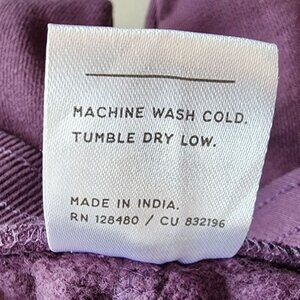 MACHINE WASH COLD.
TUMBLE DRY LOW.
MADE IN INDIA.
RN 128480 / CU 832196